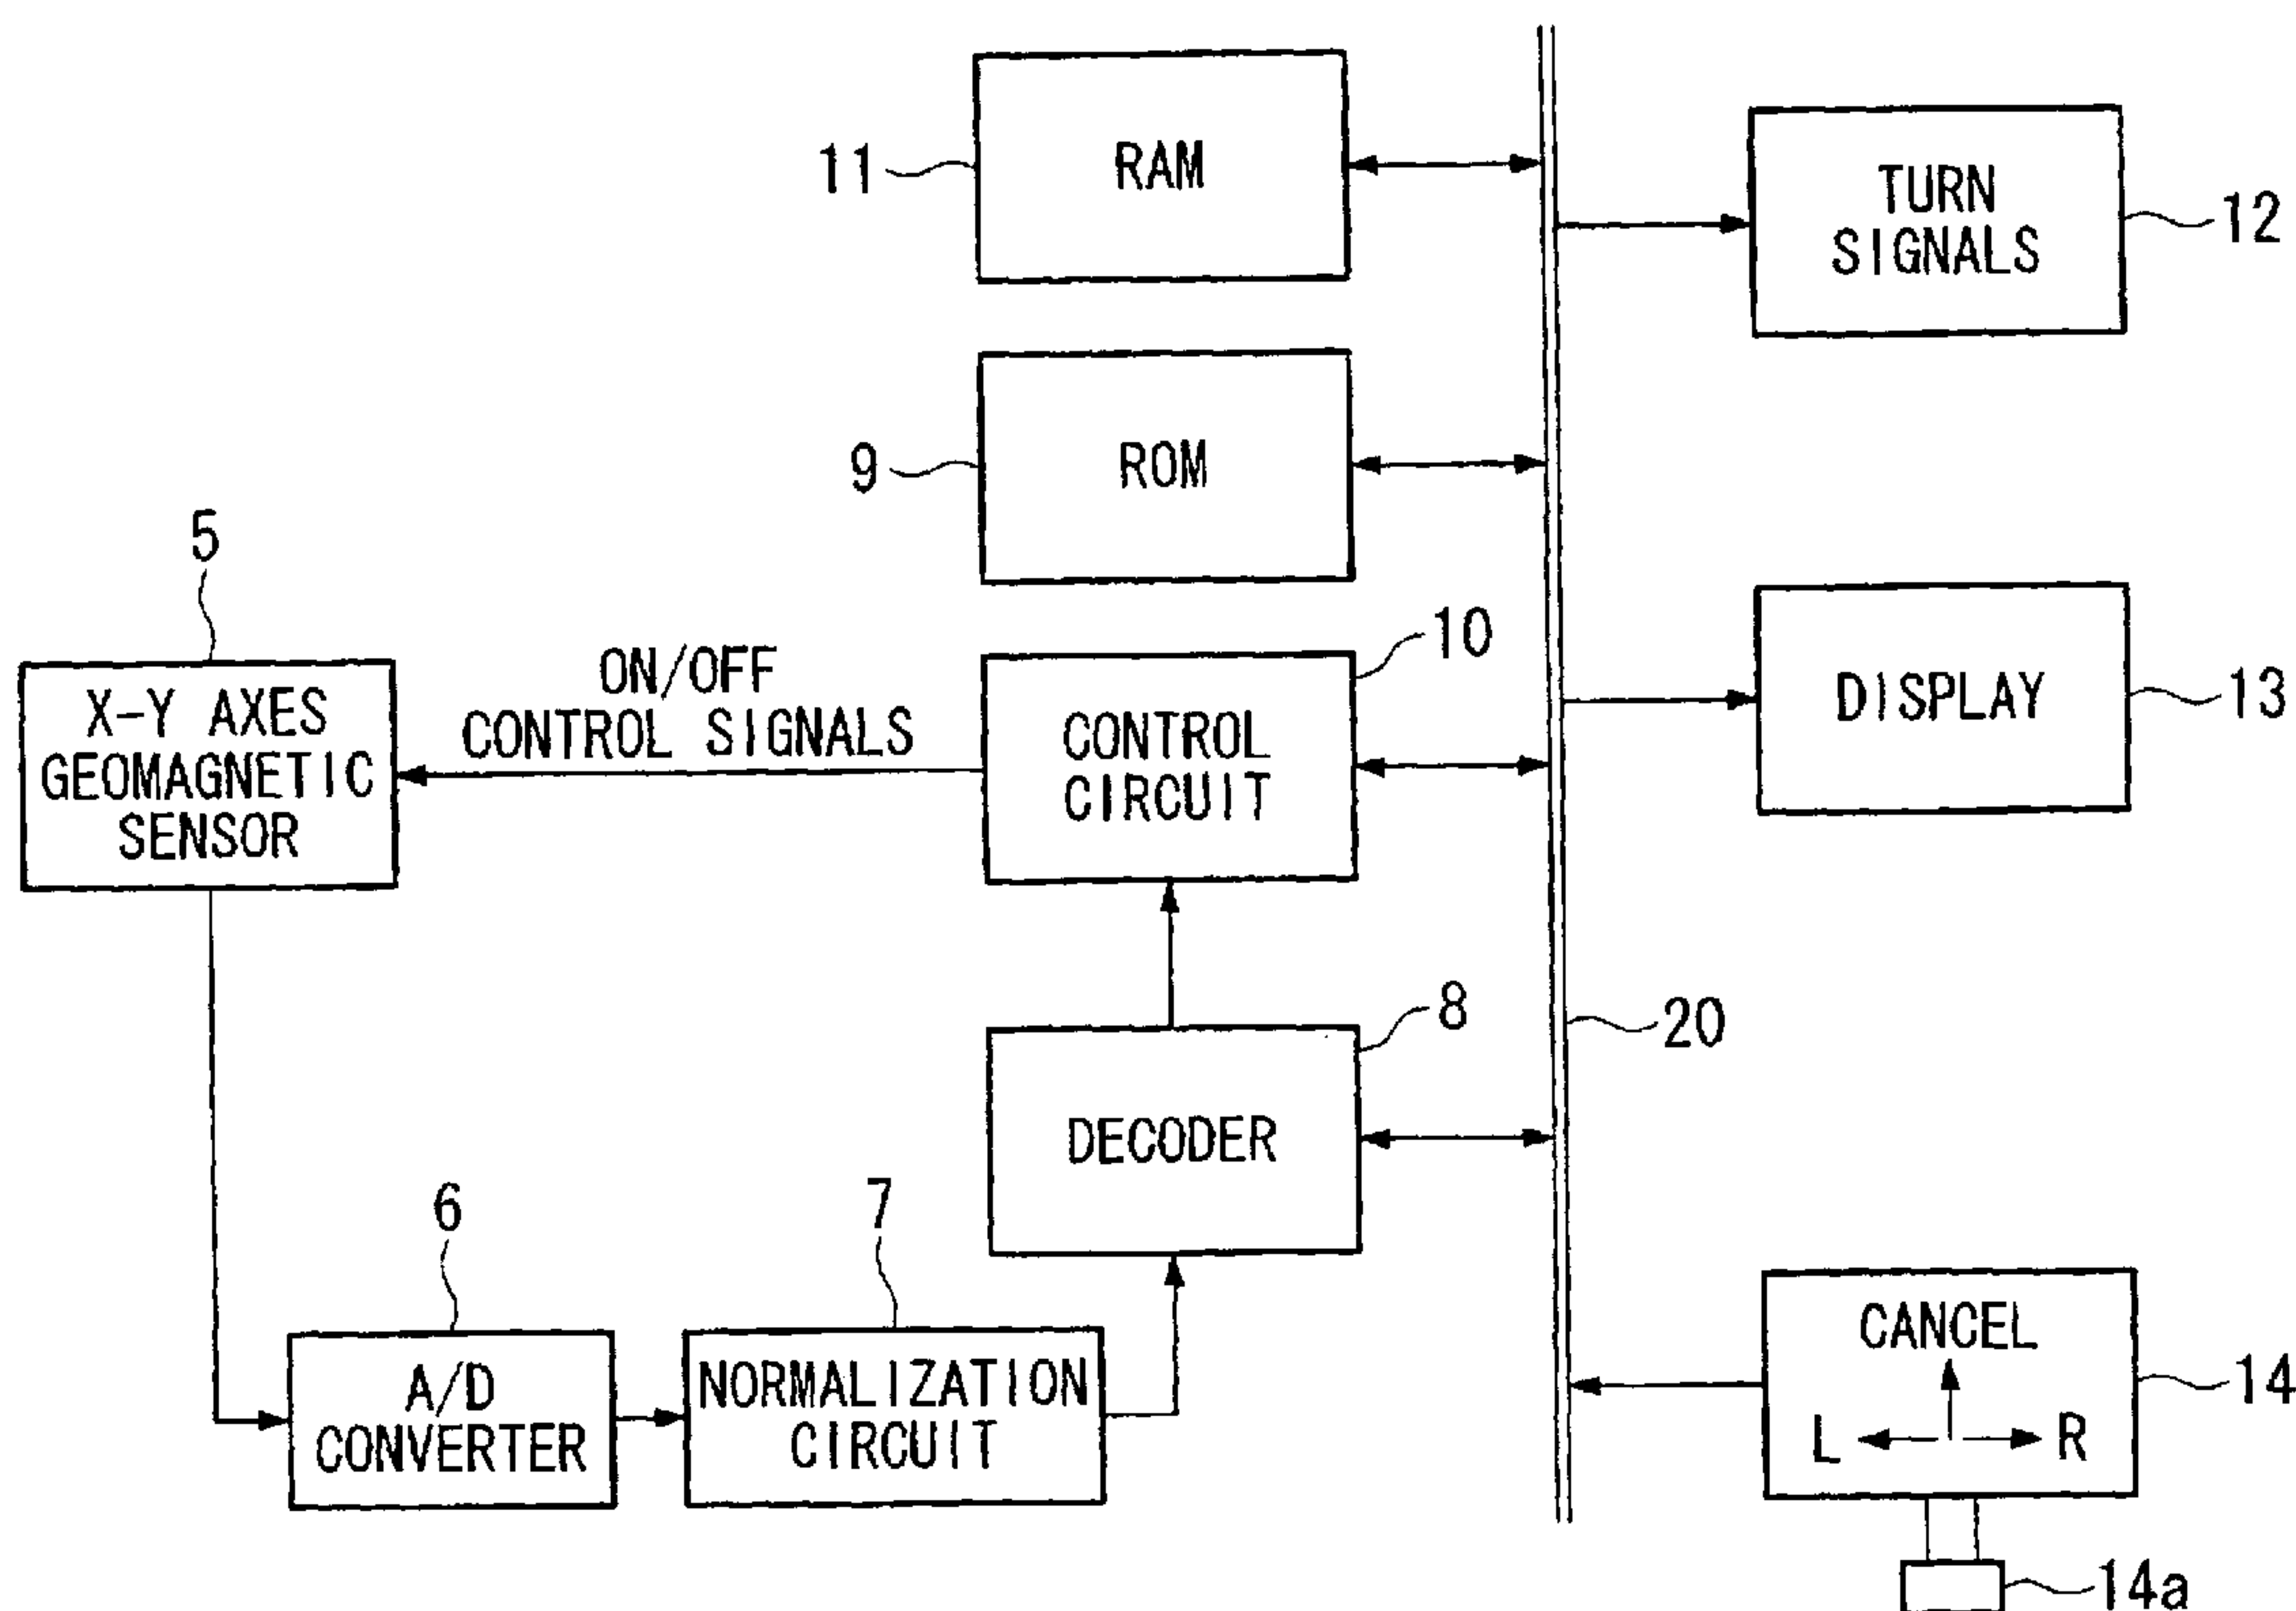 RAM
11
TURN
SIGNALS
12
ROM
9
5
10
X-Y AXES
GEOMAGNETIC
SENSOR
ON/OFF
CONTROL SIGNALS
CONTROL
CIRCUIT
DISPLAY
13
8
20
DECODER
6
7
A/D
CONVERTER
NORMALIZATION
CIRCUIT
CANCEL
L
R
14
14a